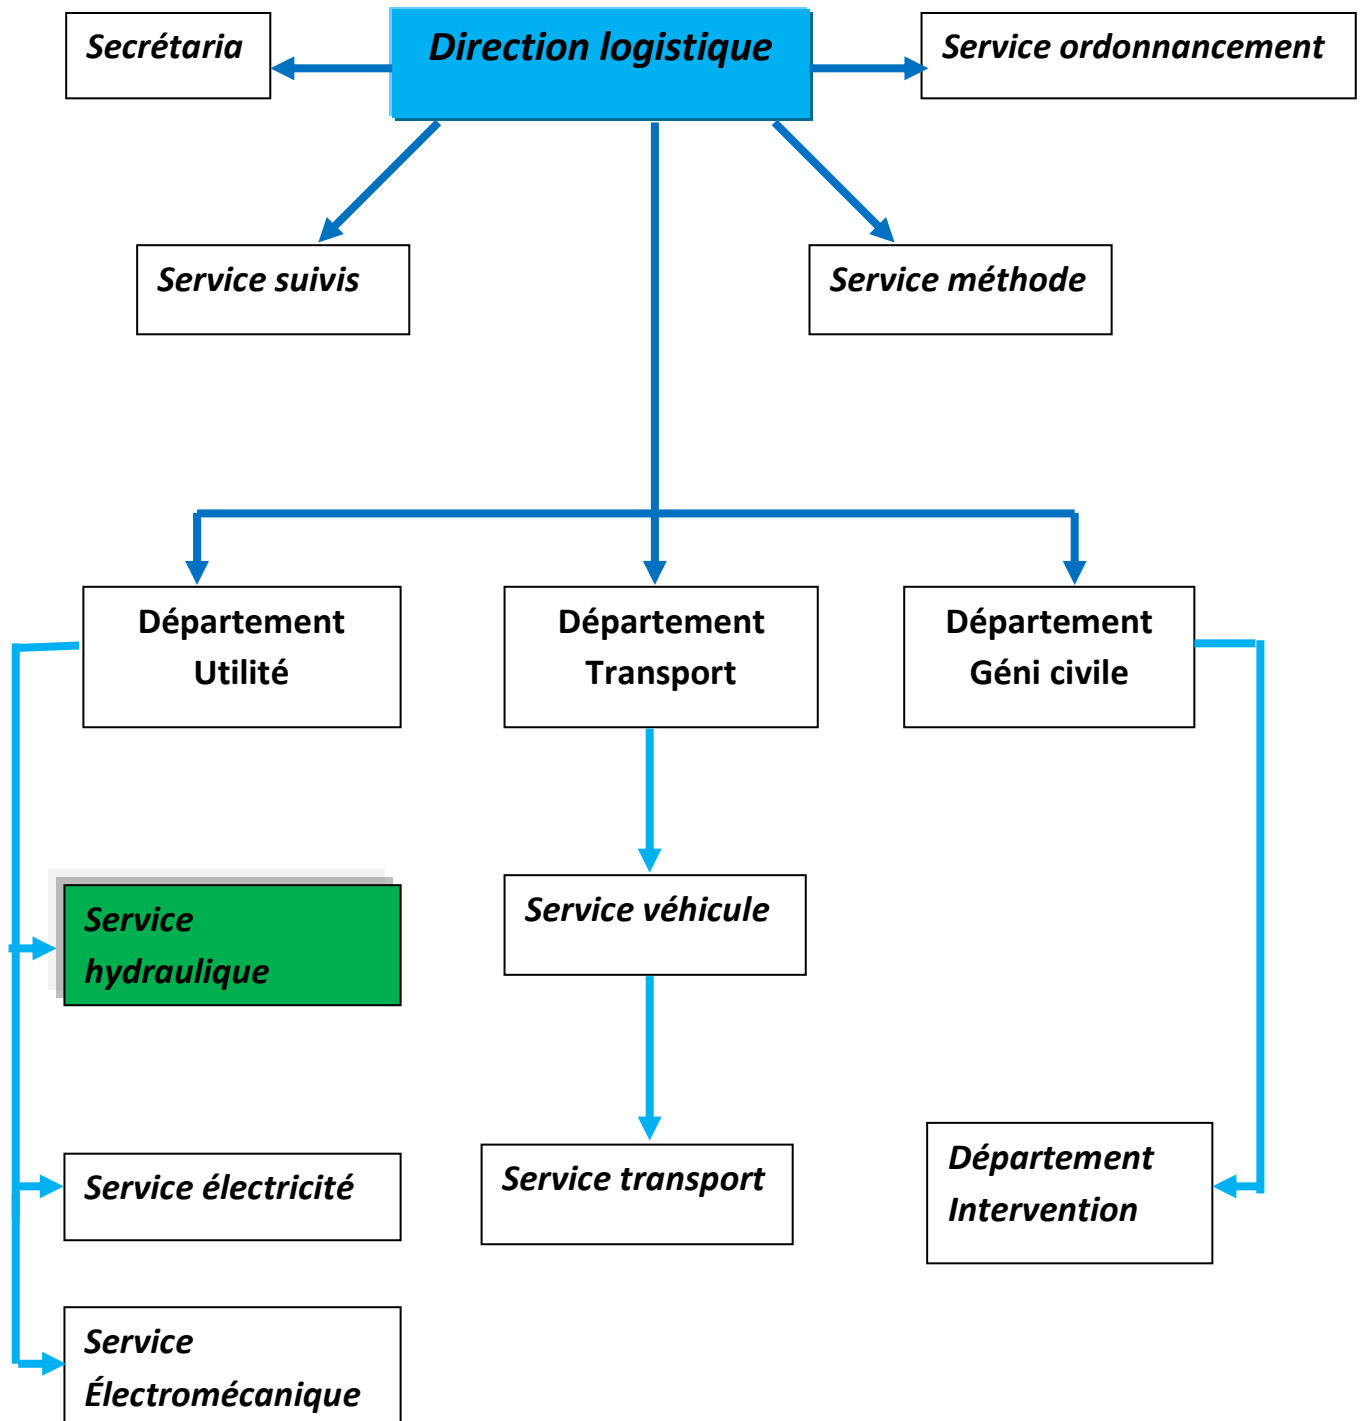 Secrétaria
Direction logistique
Service ordonnancement
Service suivis
Service méthode
Département
Utilité
Département
Transport
Département
Géni civile
Service
hydraulique
Service véhicule
Service électricité
Service transport
Département
Intervention
Service
Électromécanique